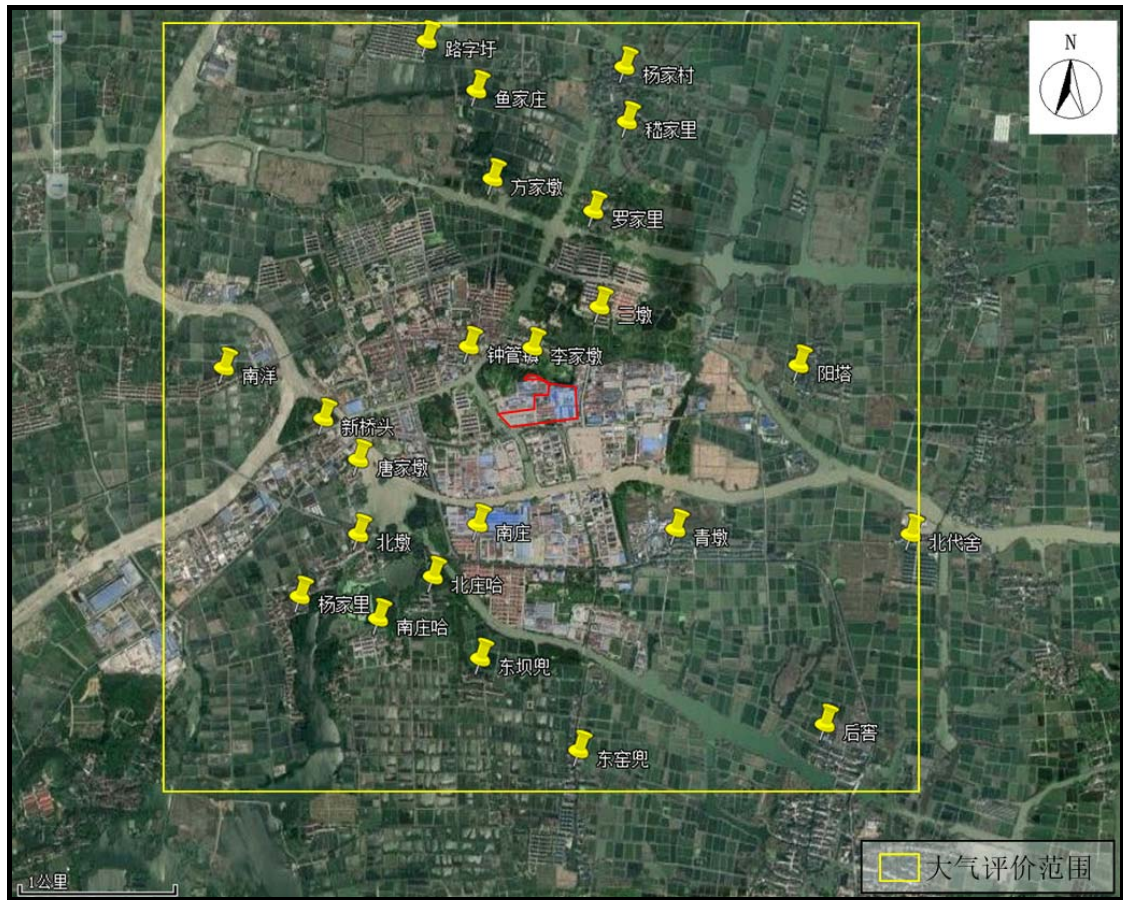 路字圩
N
杨家村
鱼家庄
嵇家里
方家墩
罗家里
三墩
钟管镇
李家墩
阳塔
南洋
新桥头
唐家墩
南庄
青墩
北墩
北代舍
北庄哈
杨家里
南庄哈
东坝兜
后窖
东窑兜
大气评价范围
1公里